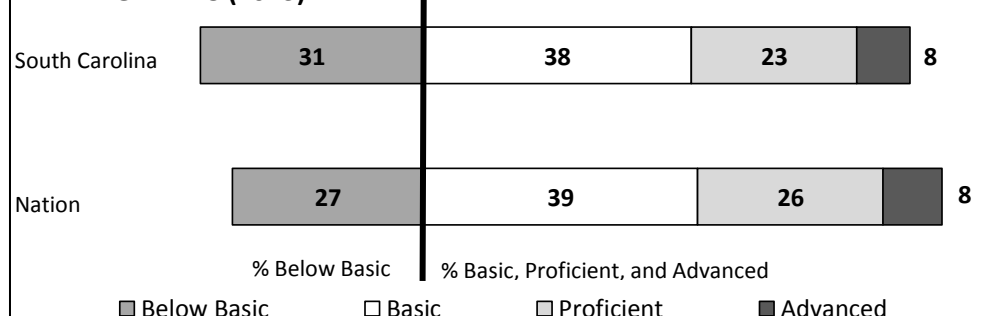 South Carolina 31 38 23 8
Nation 27 39 26 8
% Below Basic % Basic, Proficient, and Advanced
Below Basic Basic Proficient Advanced